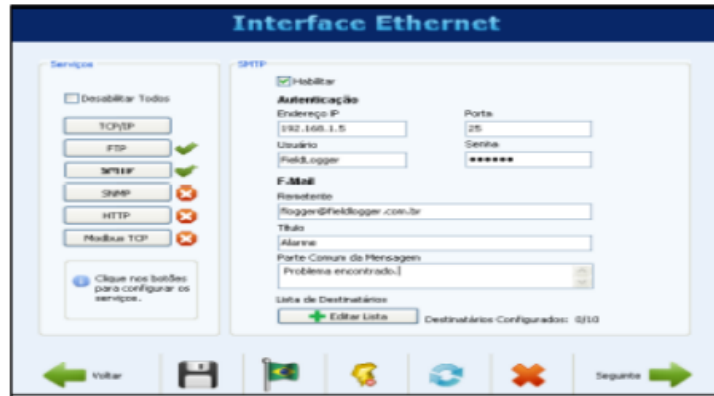 Interface Ethernet
Serviços
Desabilitar Todos
TCP/IP
FTP
SMTP
SNMP
HTTP
Modbus TCP
Clique nos botões
para configurar os
serviços.
SMTP
Habilitar
Autenticação
Endereço IP Porta
192.168.1.5 25
Usuário Senha
FieldLogger ●●●●●●
E-Mail
Remetente
flogger@fieldlogger.com.br
Título
Alarme
Parte Comum da Mensagem
Problema encontrado.
Lista de Destinatários
Editar Lista Destinatários Configurados: 0/10
Voltar Seguinte